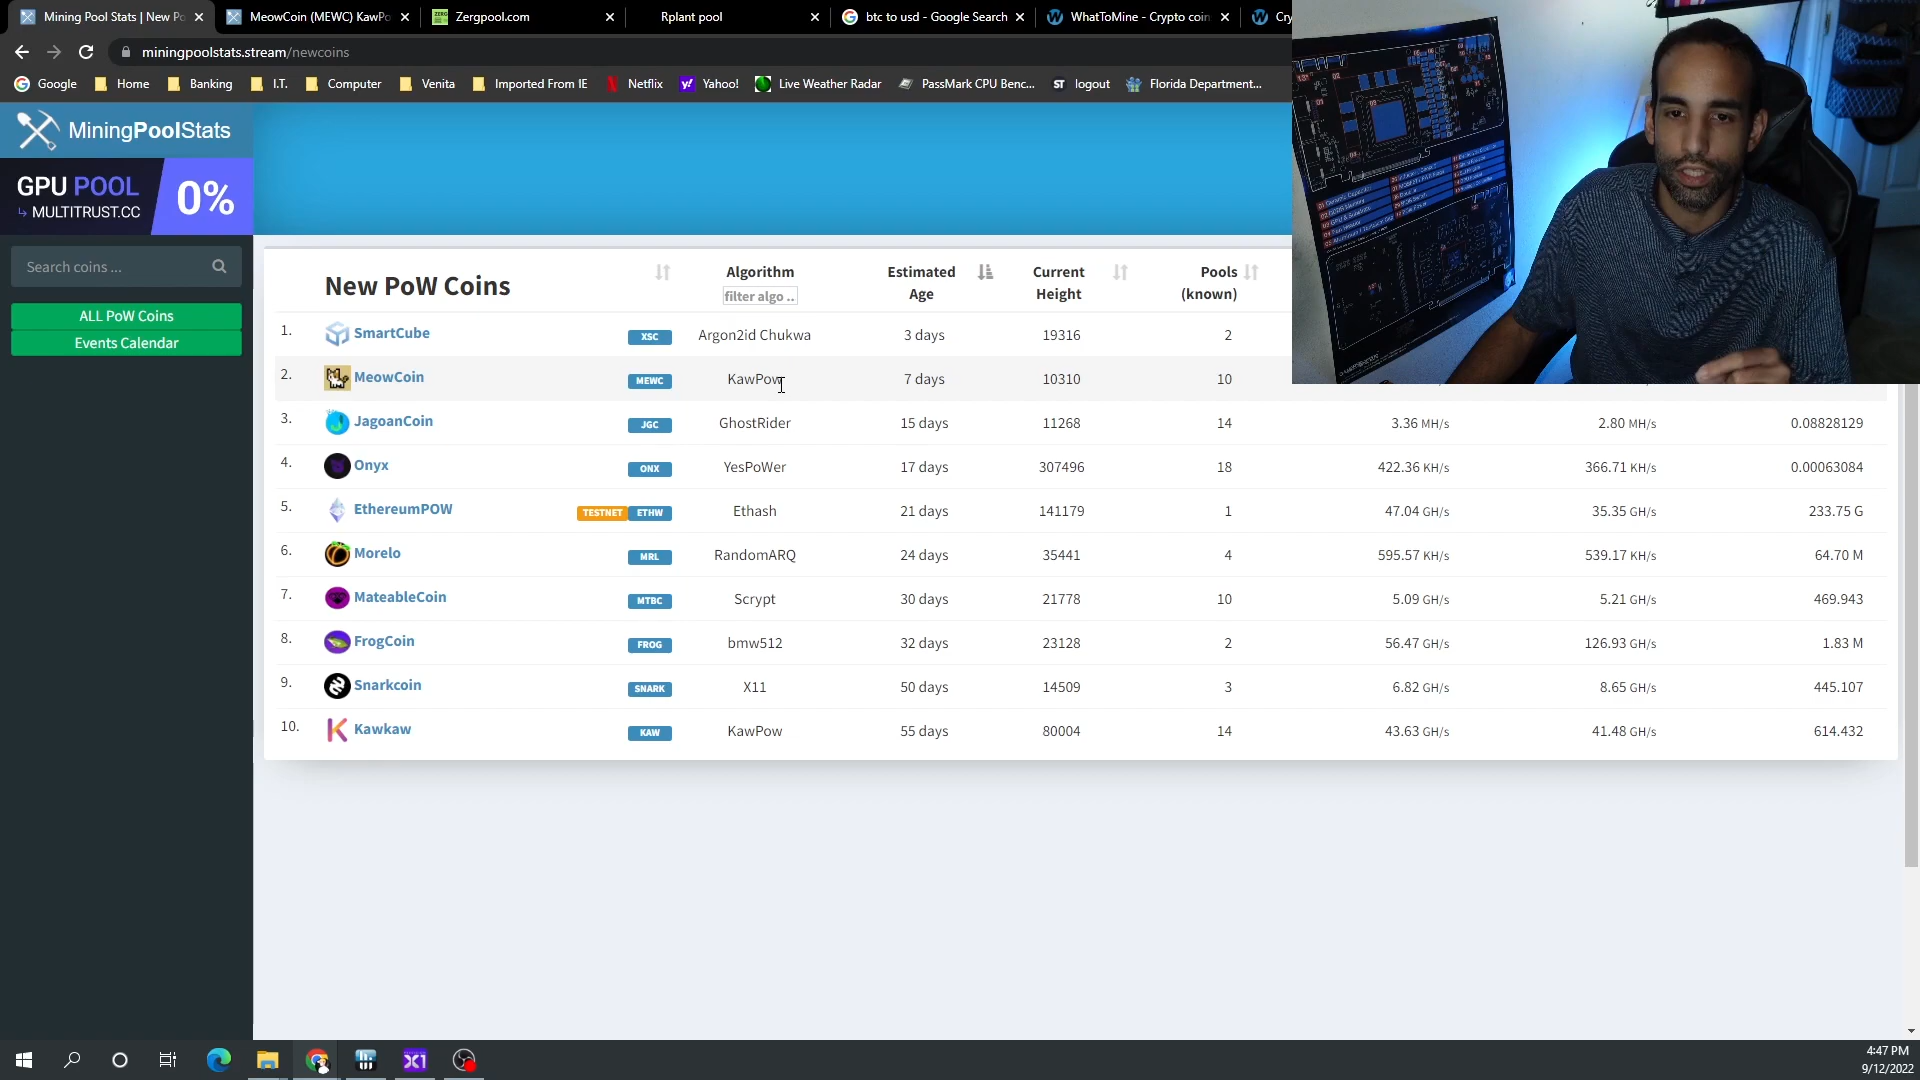 Mining Pool Stats | New Po
MeowCoin (MEWC) KawPo
Zergpool.com
Rplant pool
btc to usd - Google Search
WhatToMine - Crypto coin
Cr
miningpoolstats.stream/newcoins
Google
Home
Banking
I.T.
Computer
Venita
Imported From IE
Netflix
Yahoo!
Live Weather Radar
PassMark CPU Benc...
logout
Florida Department...
MiningPoolStats
GPU POOL
MULTITRUST.CC
0%
Search coins ...
ALL PoW Coins
Events Calendar
New PoW Coins
Algorithm
filter algo ..
Estimated
Age
Current
Height
Pools
(known)
1. SmartCube XSC Argon2id Chukwa 3 days 19316 2
2. MeowCoin MEWC KawPow 7 days 10310 10
3. JagoanCoin JGC GhostRider 15 days 11268 14 3.36 MH/s 2.80 MH/s 0.08828129
4. Onyx ONX YesPoWer 17 days 307496 18 422.36 KH/s 366.71 KH/s 0.00063084
5. EthereumPOW TESTNET ETHW Ethash 21 days 141179 1 47.04 GH/s 35.35 GH/s 233.75 G
6. Morelo MRL RandomARQ 24 days 35441 4 595.57 KH/s 539.17 KH/s 64.70 M
7. MateableCoin MTBC Scrypt 30 days 21778 10 5.09 GH/s 5.21 GH/s 469.943
8. FrogCoin FROG bmw512 32 days 23128 2 56.47 GH/s 126.93 GH/s 1.83 M
9. Snarkcoin SNARK X11 50 days 14509 3 6.82 GH/s 8.65 GH/s 445.107
10. Kawkaw KAW KawPow 55 days 80004 14 43.63 GH/s 41.48 GH/s 614.432
4:47 PM
9/12/2022